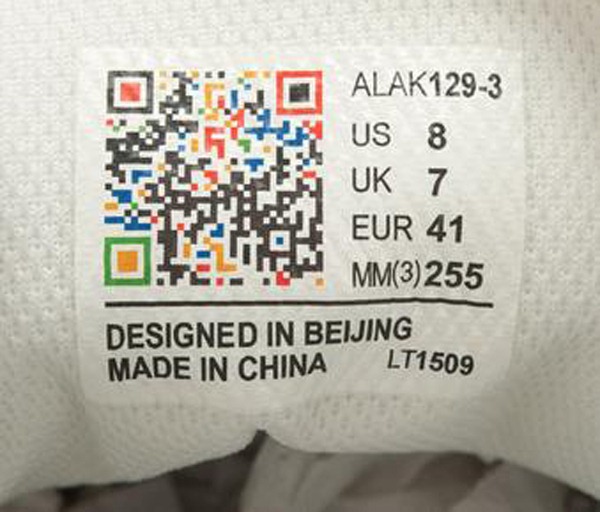 ALAK129-3
US 8
UK 7
EUR 41
MM(3) 255
DESIGNED IN BEIJING
MADE IN CHINA LT1509